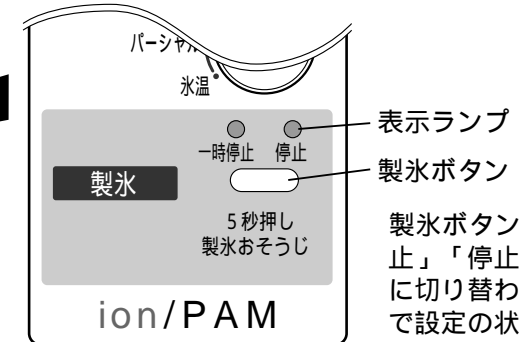 パーシャル
氷温
一時停止 停止
表示ランプ
製氷
製氷ボタン
5秒押し
製氷おそうじ
製氷ボタン
止」「停止
に切り替わ
で設定の状
ion/PAM